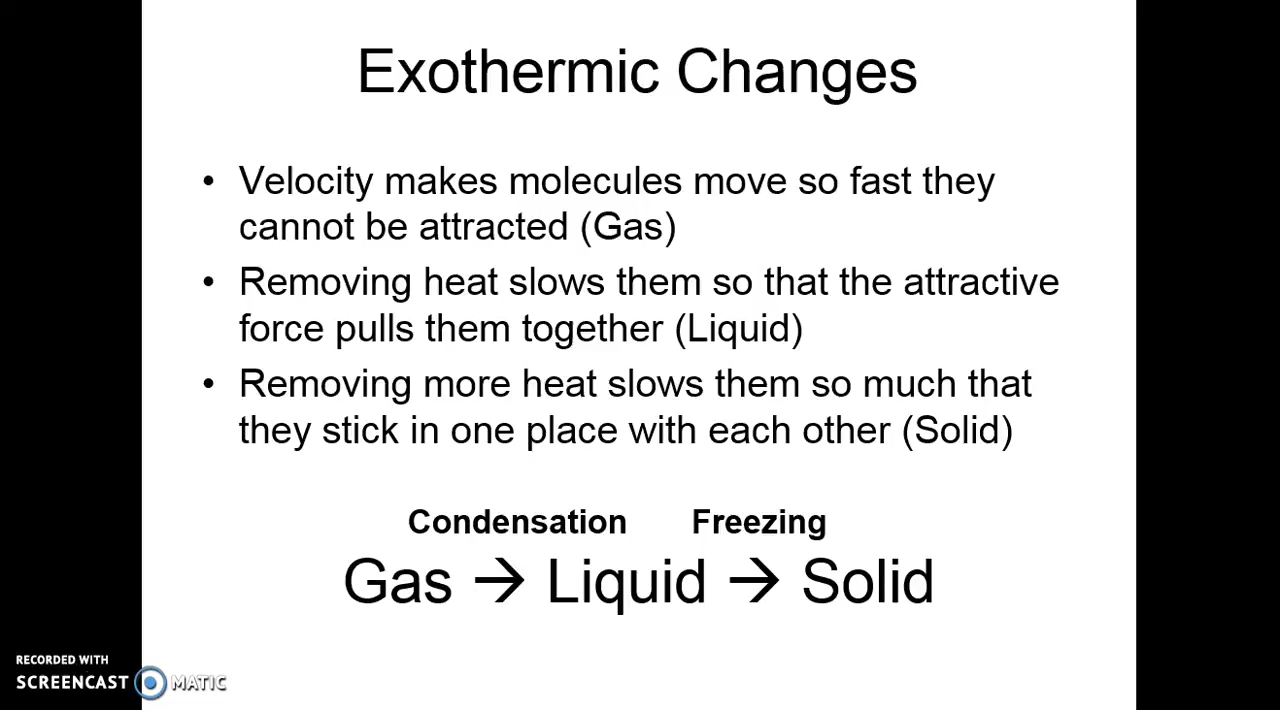 Exothermic Changes
• Velocity makes molecules move so fast they
cannot be attracted (Gas)
• Removing heat slows them so that the attractive
force pulls them together (Liquid)
• Removing more heat slows them so much that
they stick in one place with each other (Solid)
Condensation Freezing
Gas → Liquid → Solid
RECORDED WITH
SCREENCAST MATIC